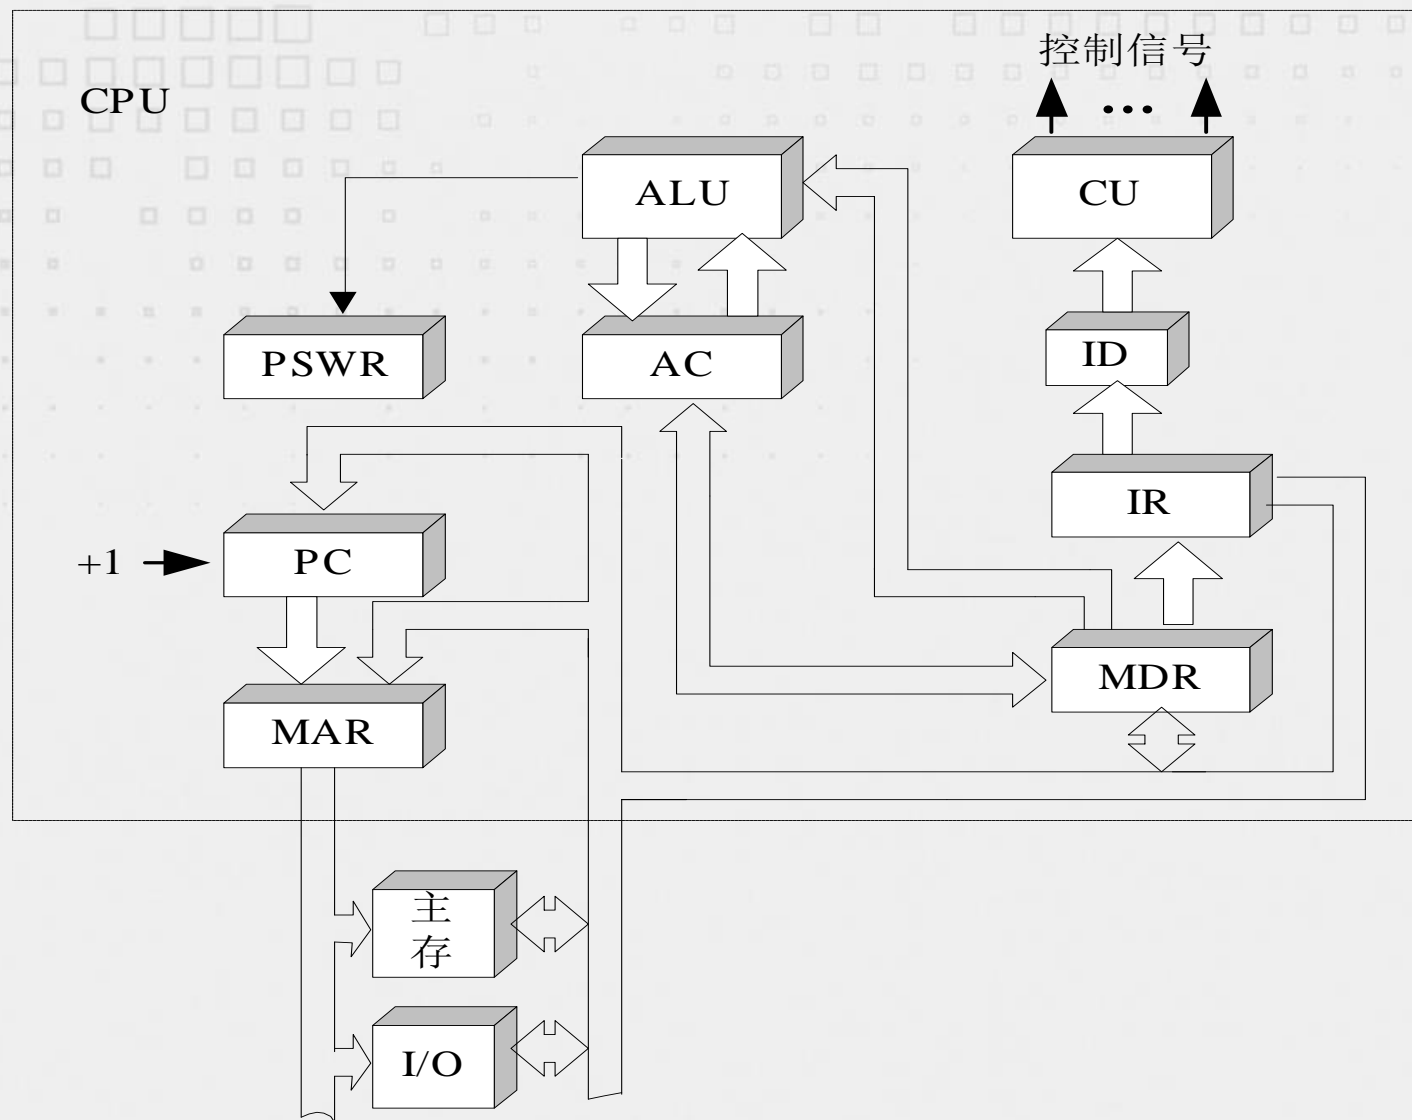 控制信号
CPU
•••
ALU
CU
PSWR
AC
ID
IR
+1
PC
MDR
MAR
主
存
I/O